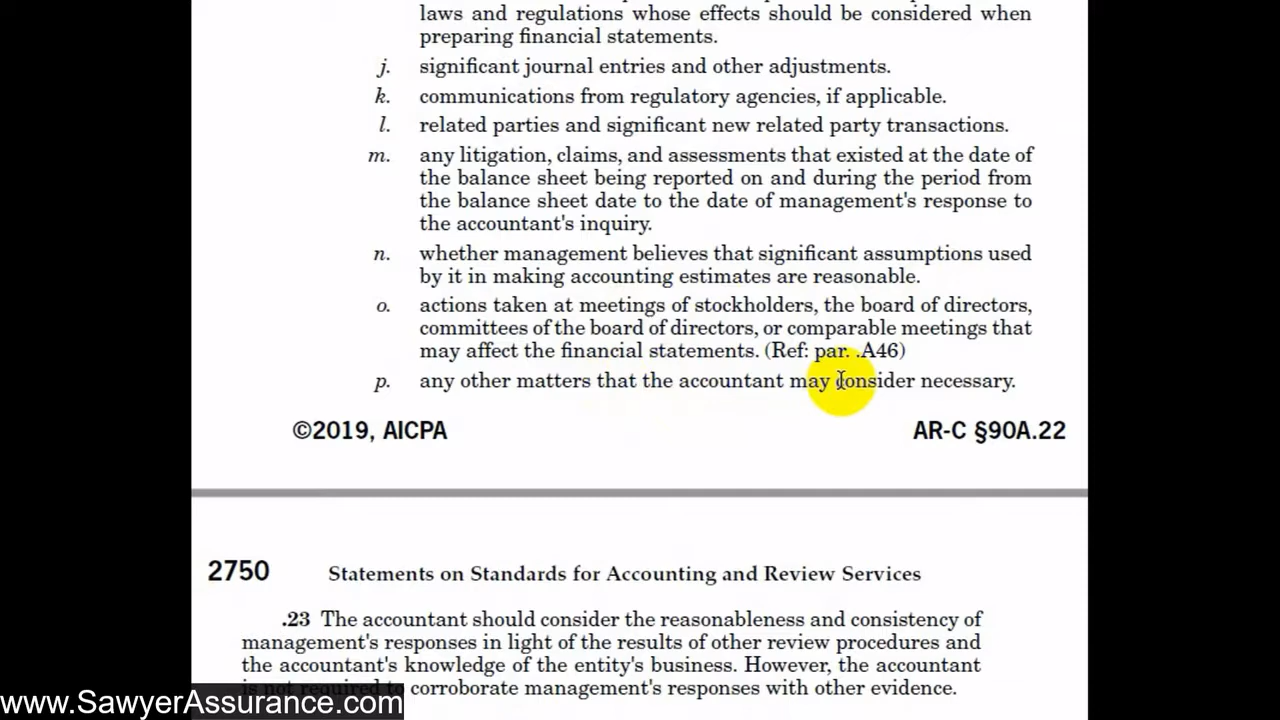 laws and regulations whose effects should be considered when
preparing financial statements.
j. significant journal entries and other adjustments.
k. communications from regulatory agencies, if applicable.
l. related parties and significant new related party transactions.
m. any litigation, claims, and assessments that existed at the date of
the balance sheet being reported on and during the period from
the balance sheet date to the date of management's response to
the accountant's inquiry.
n. whether management believes that significant assumptions used
by it in making accounting estimates are reasonable.
o. actions taken at meetings of stockholders, the board of directors,
committees of the board of directors, or comparable meetings that
may affect the financial statements. (Ref: par. .A46)
p. any other matters that the accountant may consider necessary.
©2019, AICPA AR-C §90A.22
2750 Statements on Standards for Accounting and Review Services
.23 The accountant should consider the reasonableness and consistency of
management's responses in light of the results of other review procedures and
the accountant's knowledge of the entity's business. However, the accountant
is not required to corroborate management's responses with other evidence.
www.SawyerAssurance.com